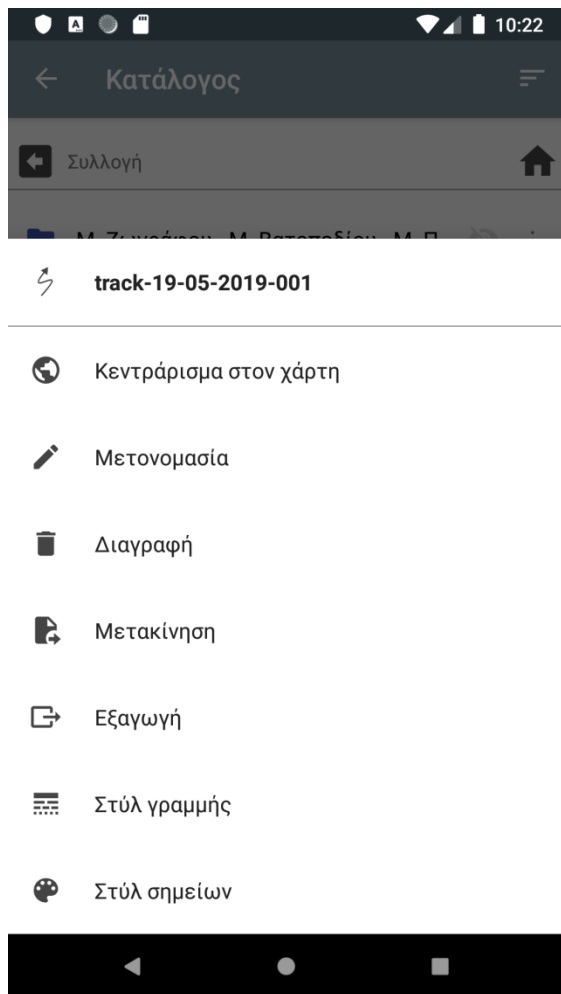 10:22
Κατάλογος
Συλλογή
track-19-05-2019-001
Κεντράρισμα στον χάρτη
Μετονομασία
Διαγραφή
Μετακίνηση
Εξαγωγή
Στύλ γραμμής
Στύλ σημείων